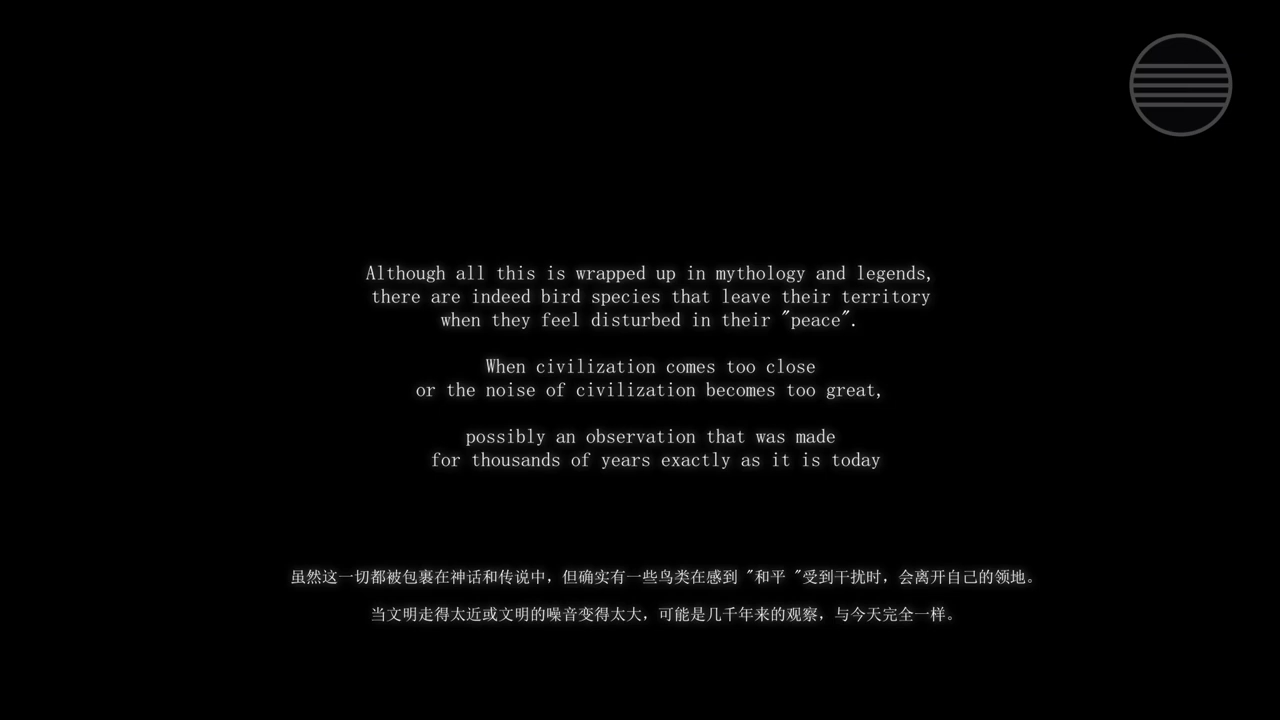 Although all this is wrapped up in mythology and legends,
there are indeed bird species that leave their territory
when they feel disturbed in their "peace".
When civilization comes too close
or the noise of civilization becomes too great,
possibly an observation that was made
for thousands of years exactly as it is today
虽然这一切都被包裹在神话和传说中，但确实有一些鸟类在感到 "和平 "受到干扰时，会离开自己的领地。
当文明走得太近或文明的噪音变得太大，可能是几千年来的观察，与今天完全一样。